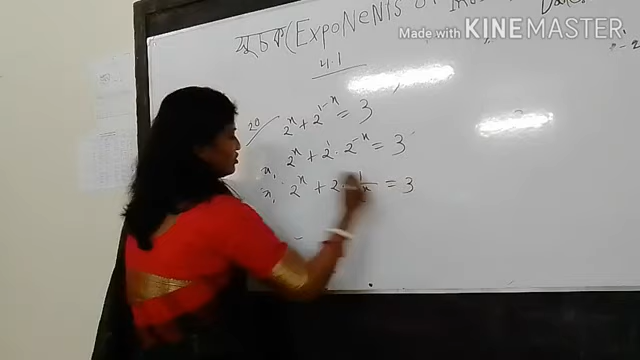 Made with KINEMASTER
সূচক (ExpoNeNts or
4.1
20 2^x + 2^{1-x} = 3
বা, 2^x + 2^1 · 2^{-x} = 3
বা, 2^x + 2 · 1/2^x = 3